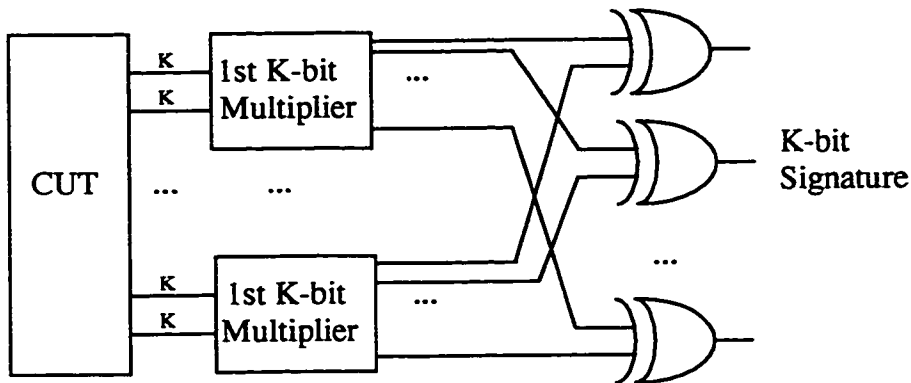 CUT
K
K
1st K-bit
Multiplier
...
...
...
K
K
1st K-bit
Multiplier
...
K-bit
Signature
...